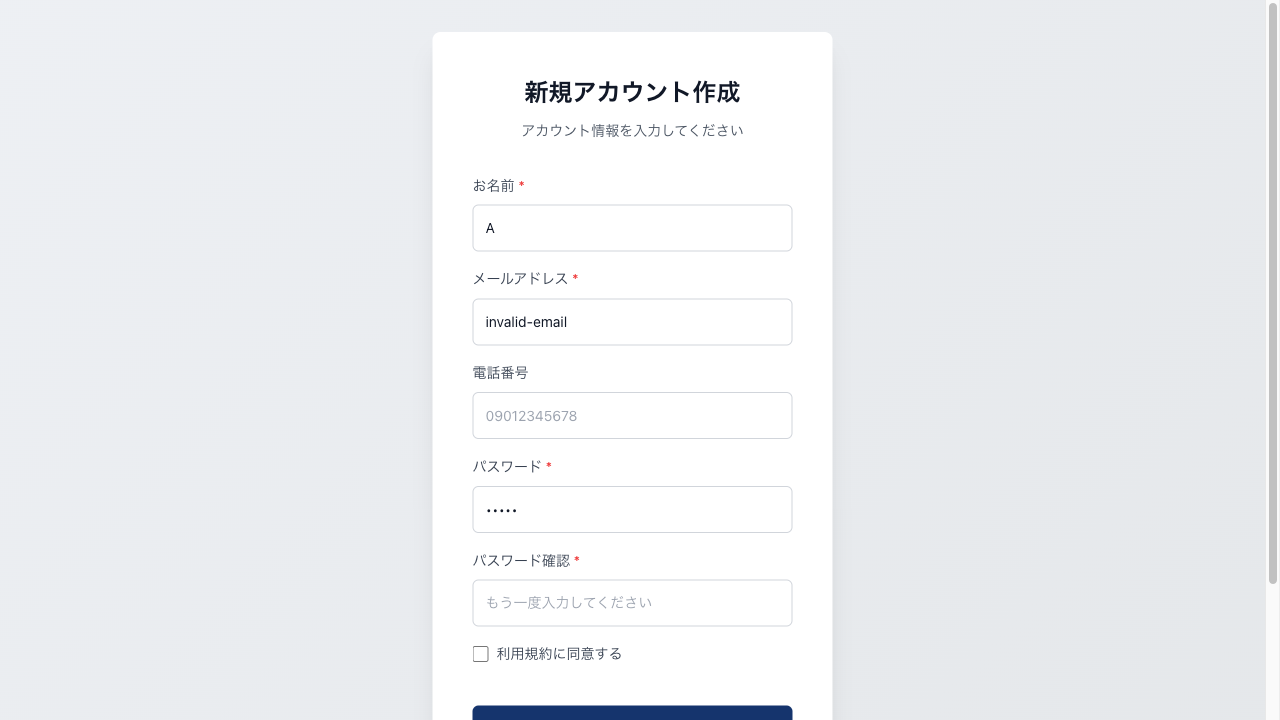 新規アカウント作成
アカウント情報を入力してください
お名前 *
A
メールアドレス *
invalid-email
電話番号
09012345678
パスワード *
•••••
パスワード確認 *
もう一度入力してください
利用規約に同意する